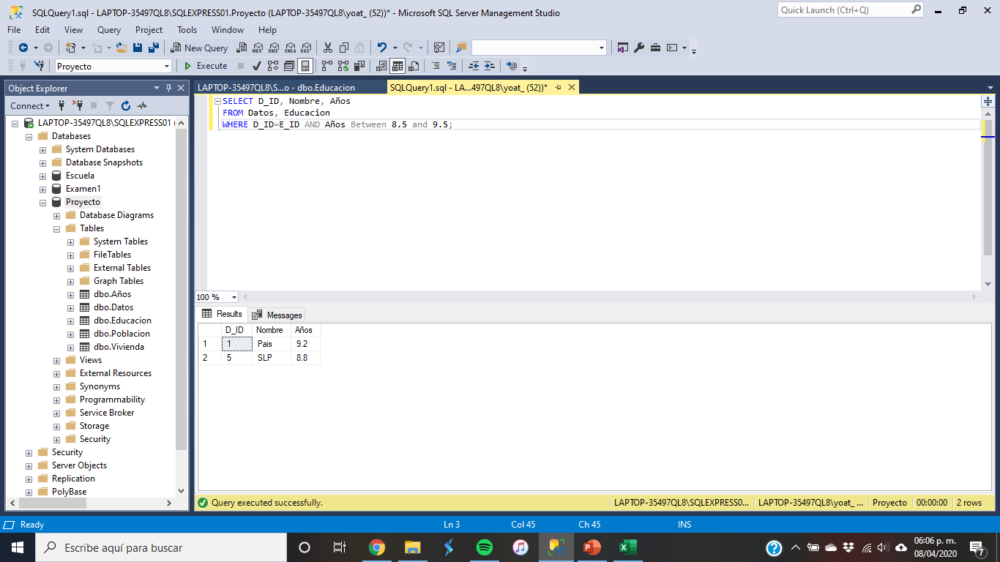 SQLQuery1.sql - LAPTOP-35497QL8\SQLEXPRESS01.Proyecto (LAPTOP-35497QL8\yoat_ (52))* - Microsoft SQL Server Management Studio
Quick Launch (Ctrl+Q)
File Edit View Query Project Tools Window Help
New Query MDX DMX XMLA DAX
Proyecto Execute
Object Explorer
LAPTOP-35497QL8\S...o - dbo.Educacion
SQLQuery1.sql - LA...497QL8\yoat_ (52))*
Connect
LAPTOP-35497QL8\SQLEXPRESS01 (
Databases
System Databases
Database Snapshots
Escuela
Examen1
Proyecto
Database Diagrams
Tables
System Tables
FileTables
External Tables
Graph Tables
dbo.Años
dbo.Datos
dbo.Educacion
dbo.Poblacion
dbo.Vivienda
Views
External Resources
Synonyms
Programmability
Service Broker
Storage
Security
Security
Server Objects
Replication
PolyBase
SELECT D_ID, Nombre, Años
FROM Datos, Educacion
WHERE D_ID=E_ID AND Años Between 8.5 and 9.5;
100 %
Results Messages
D_ID Nombre Años
1 1 Pais 9.2
2 5 SLP 8.8
Query executed successfully.
LAPTOP-35497QL8\SQLEXPRESS0... LAPTOP-35497QL8\yoat_ ... Proyecto 00:00:00 2 rows
Ready Ln 3 Col 45 Ch 45 INS
Escribe aquí para buscar
06:06 p. m.
08/04/2020
7